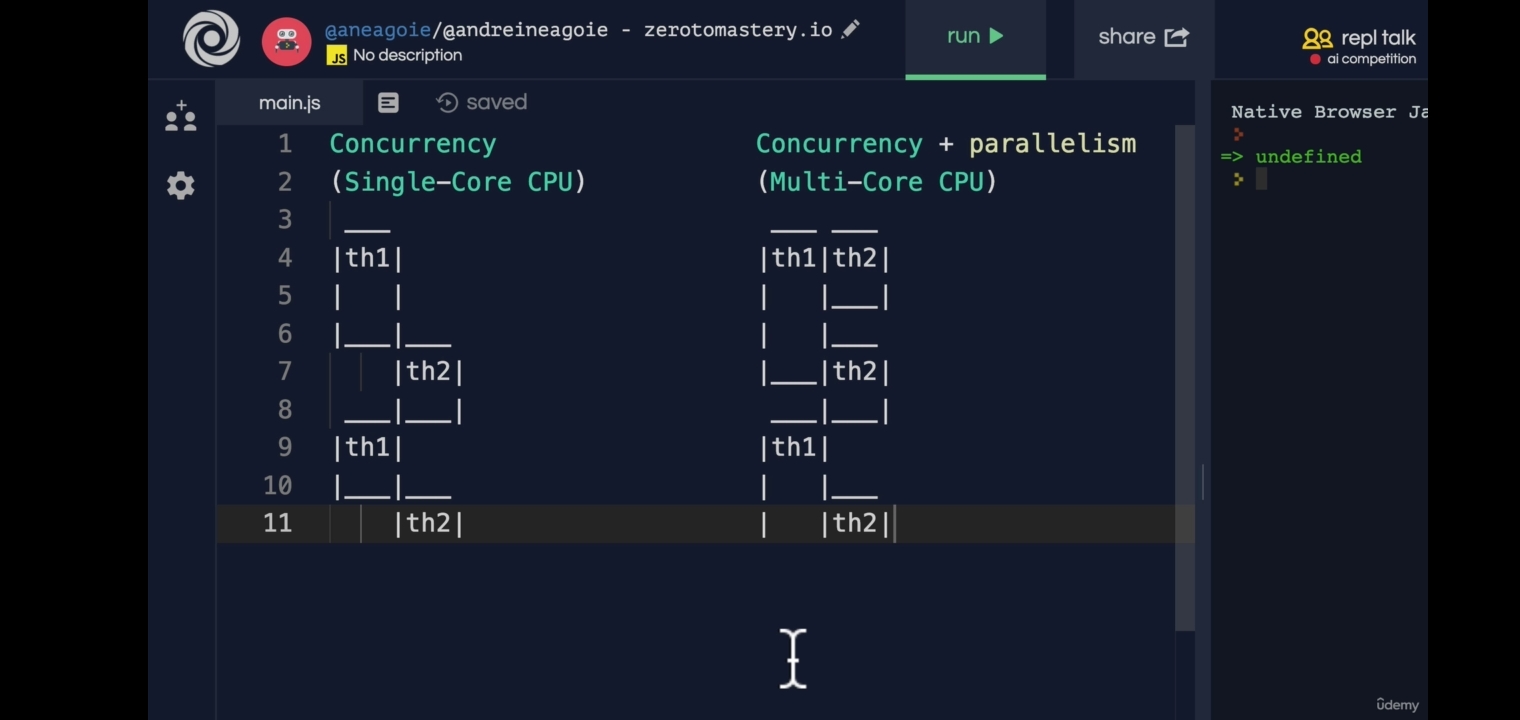 @aneagoie/@andreineagoie - zerotomastery.io
JS No description
run
share
repl talk
ai competition
main.js
saved
Native Browser Ja
=> undefined
1 Concurrency Concurrency + parallelism
2 (Single-Core CPU) (Multi-Core CPU)
3  ___  ___ ___
4 |th1| |th1|th2|
5 |   | |   |___|
6 |___|___ |   |___
7     |th2| |___|th2|
8  ___|___|  ___|___|
9 |th1| |th1|
10 |___|___ |   |___
11     |th2| |   |th2|
ûdemy